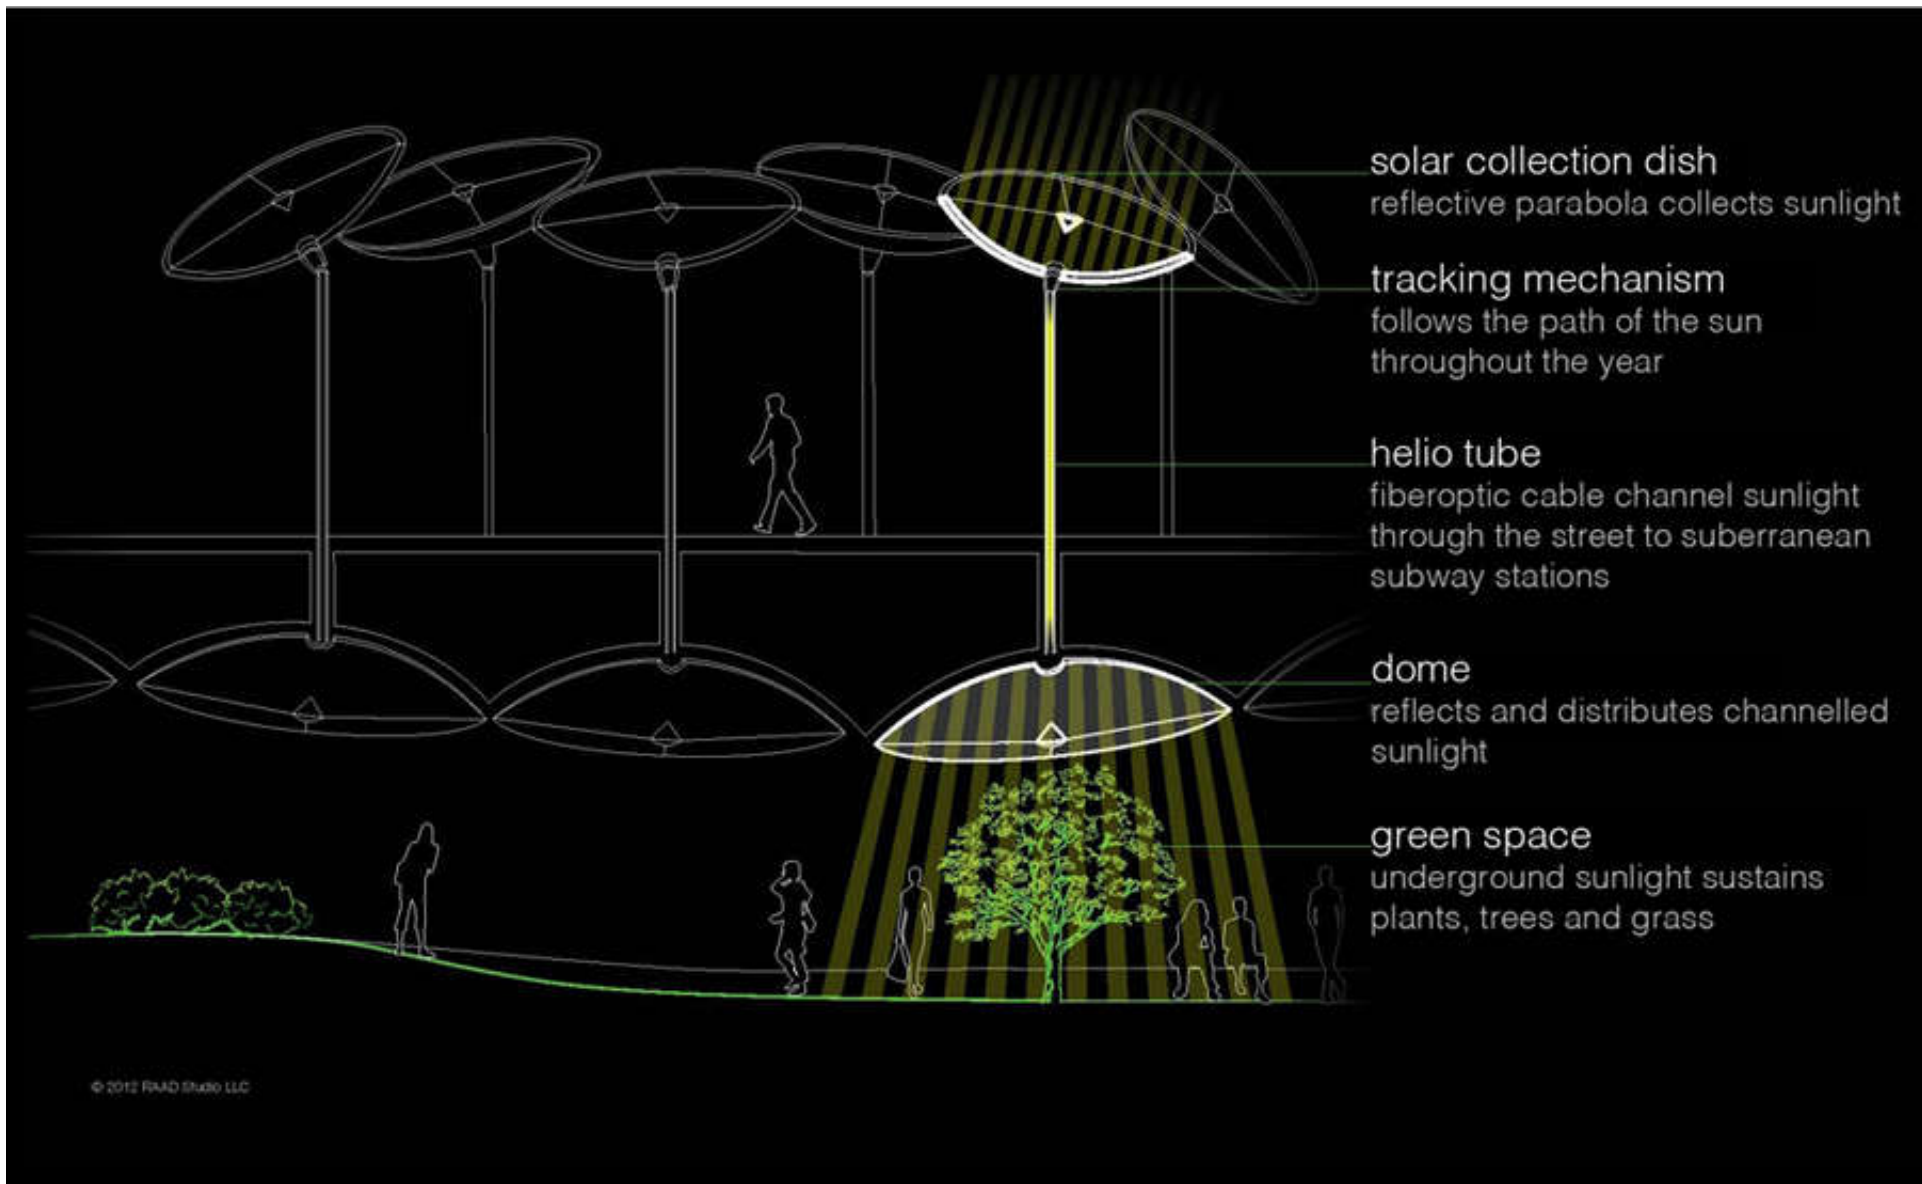 solar collection dish
reflective parabola collects sunlight
tracking mechanism
follows the path of the sun
throughout the year
helio tube
fiberoptic cable channel sunlight
through the street to suberranean
subway stations
dome
reflects and distributes channelled
sunlight
green space
underground sunlight sustains
plants, trees and grass
© 2012 RAAD Studio LLC